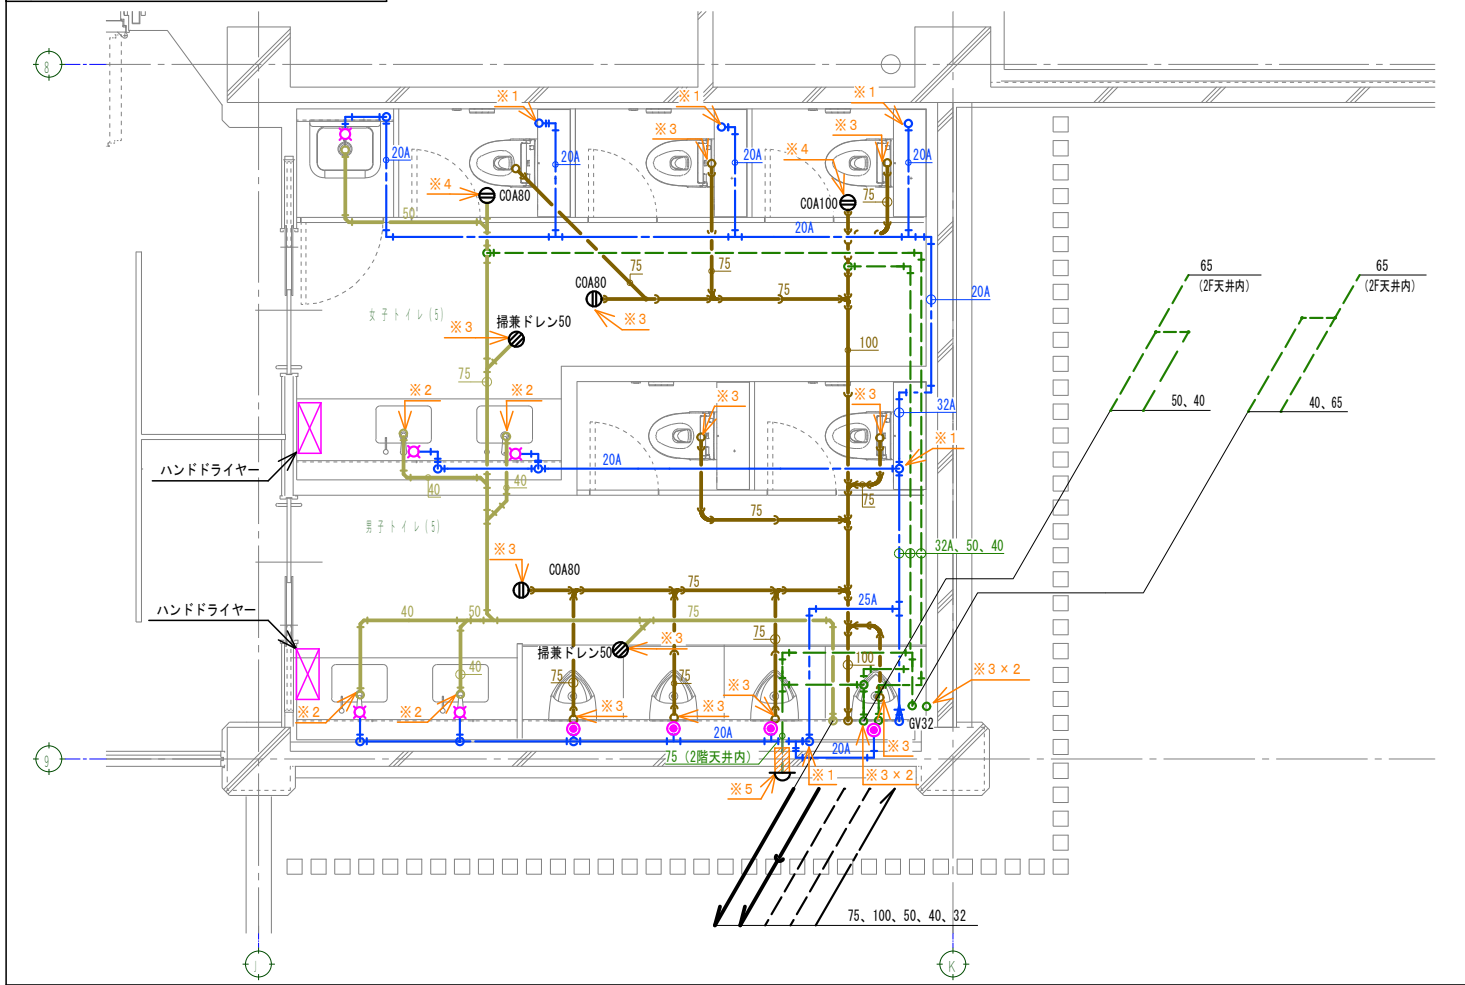 8
※1
※1
※1
※3
※3
20A
20A
20A
20A
※4
※4
COA80
COA100
75
50
20A
65
(2F天井内)
65
(2F天井内)
75
75
75
COA80
20A
女子トイレ(5)
※3
掃兼ドレン50
※3
100
75
※2
※2
※3
※3
32A
50、40
40、65
※1
ハンドドライヤー
20A
40
40
75
75
男子トイレ(5)
※3
32A、50、40
COA80
75
ハンドドライヤー
40
50
75
25A
75
※3
掃兼ドレン50
100
40
75
75
※3
※3×2
※2
※2
※3
※3
GV32
20A
75(2階天井内)
20A
※3
9
※5
※1
※3×2
75、100、50、40、32
J
K